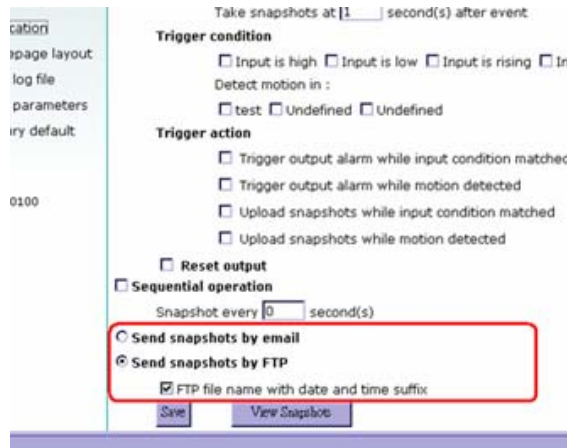 Take snapshots at 1 second(s) after event
Trigger condition
Input is high Input is low Input is rising
Detect motion in :
test Undefined Undefined
Trigger action
Trigger output alarm while input condition matched
Trigger output alarm while motion detected
Upload snapshots while input condition matched
Upload snapshots while motion detected
Reset output
Sequential operation
Snapshot every 0 second(s)
Send snapshots by email
Send snapshots by FTP
FTP file name with date and time suffix
Save View Snapshots
cation
epage layout
log file
parameters
ry default
0100